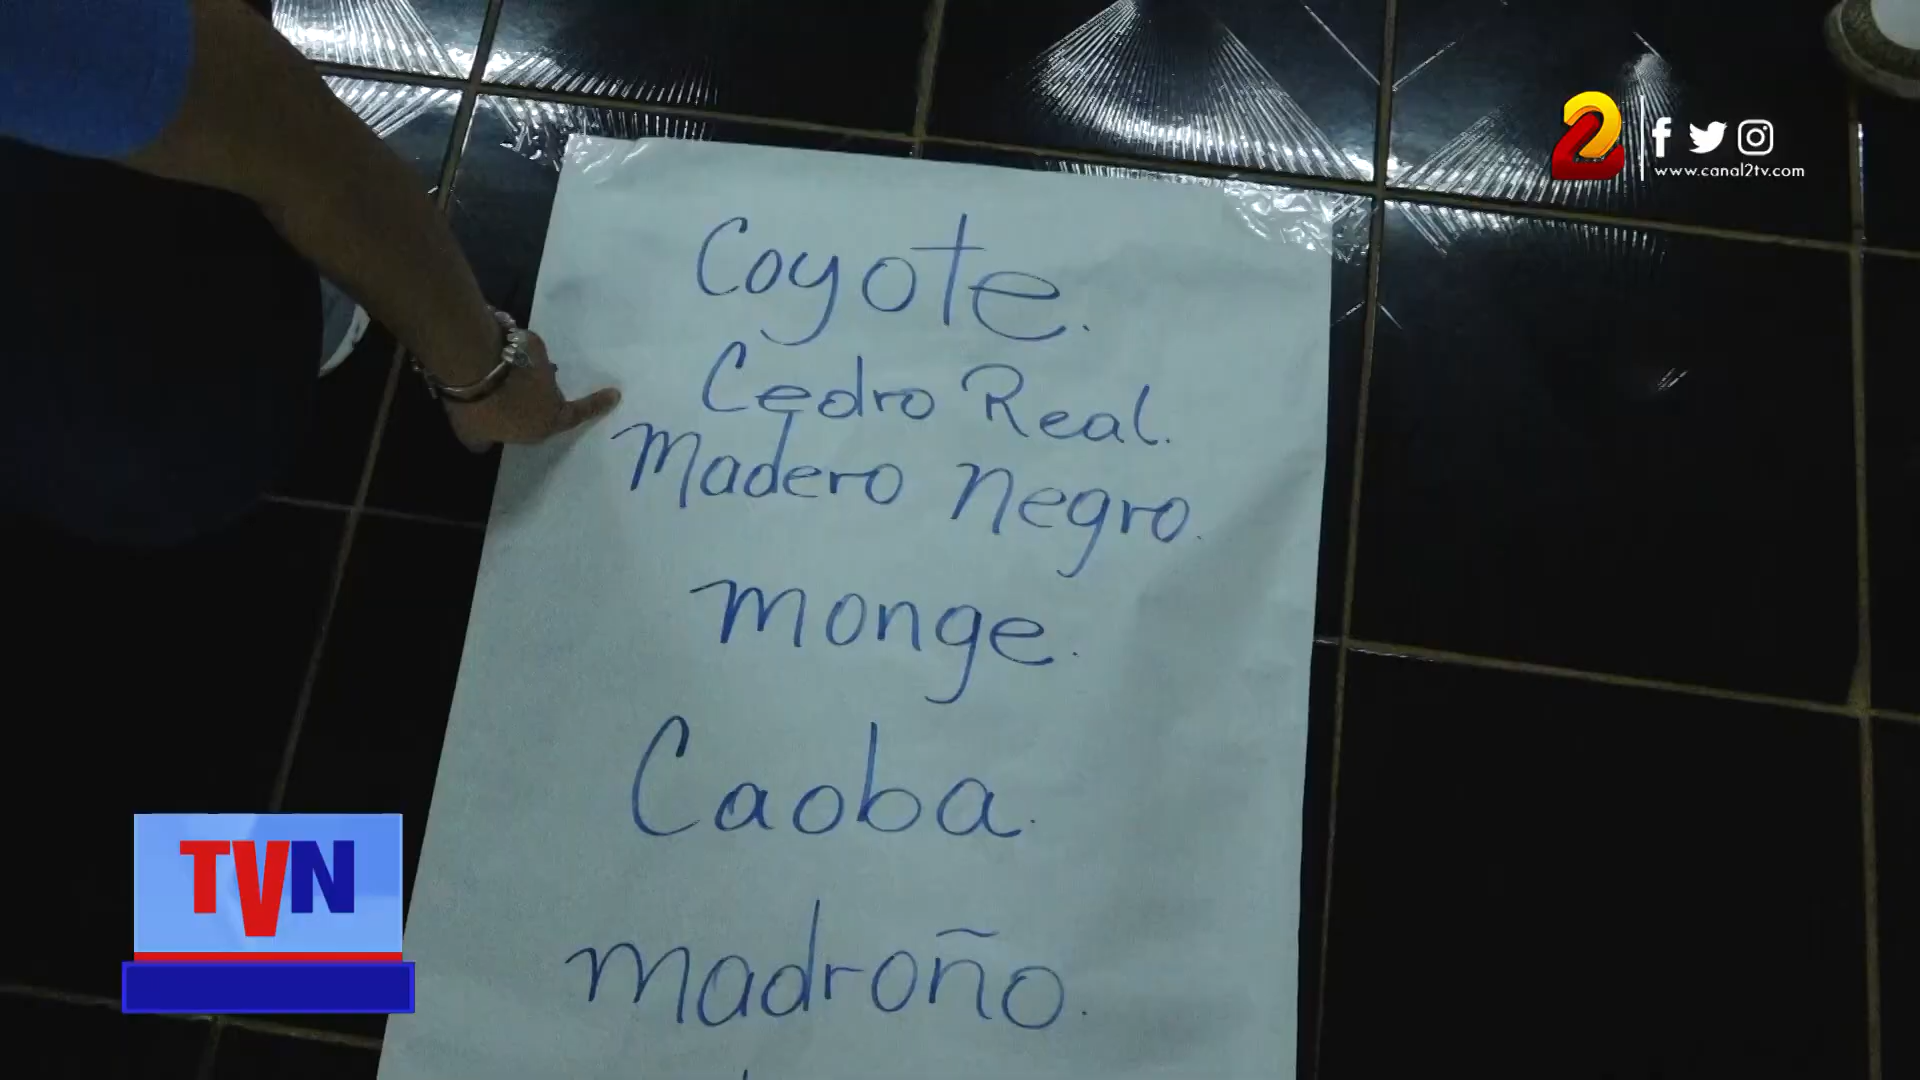 2
www.canal2tv.com
Coyote.
Cedro Real.
Madero Negro.
Monge.
Caoba.
Madroño.
TVN